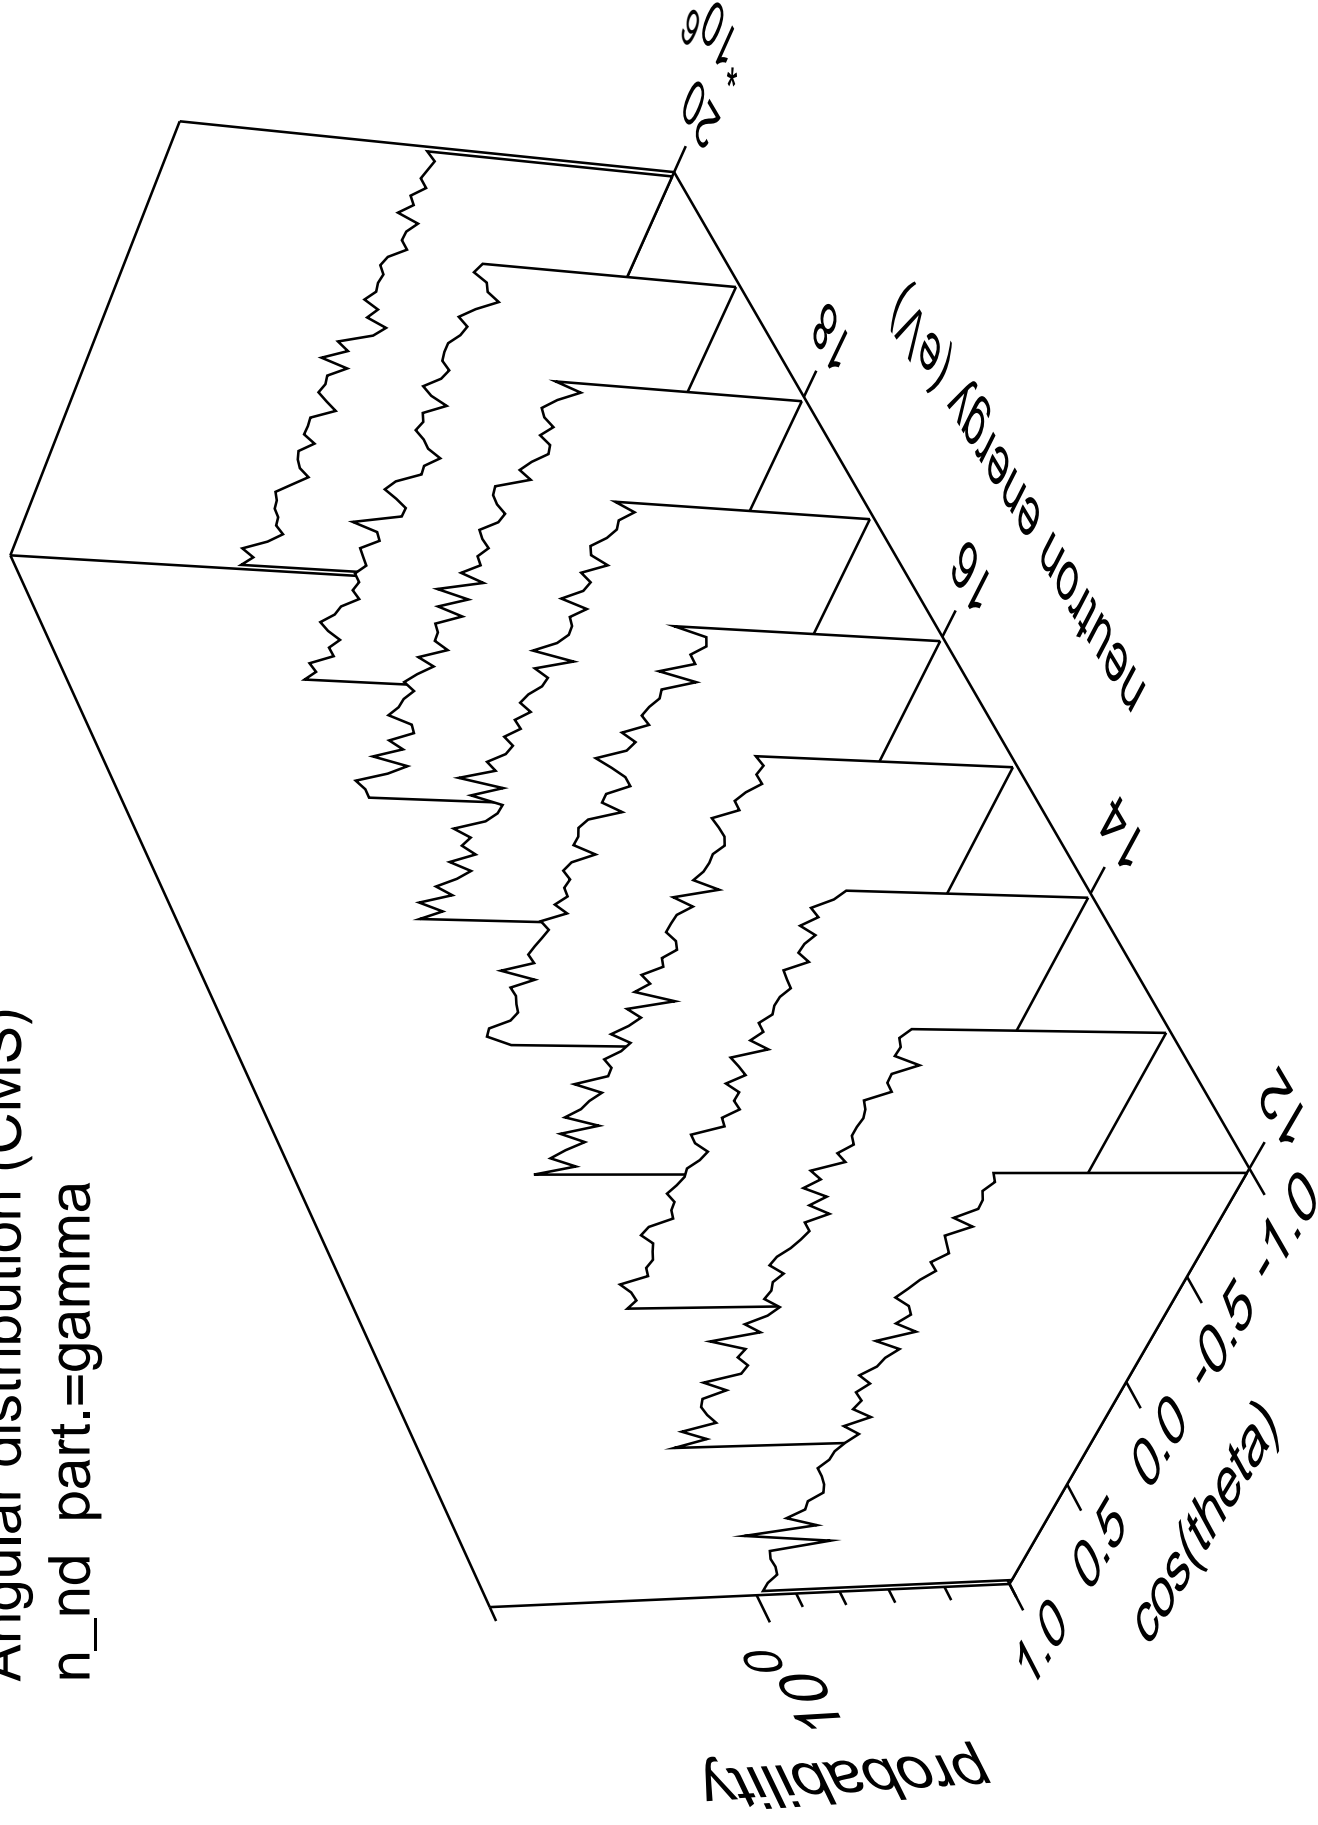 Angular distribution (CMS)
n_nd part.=gamma
probability
10 0
1.0 0.5 0.0 -0.5 -1.0
cos(theta)
12 14 16 18 20
* 10 6
neutron energy (eV)